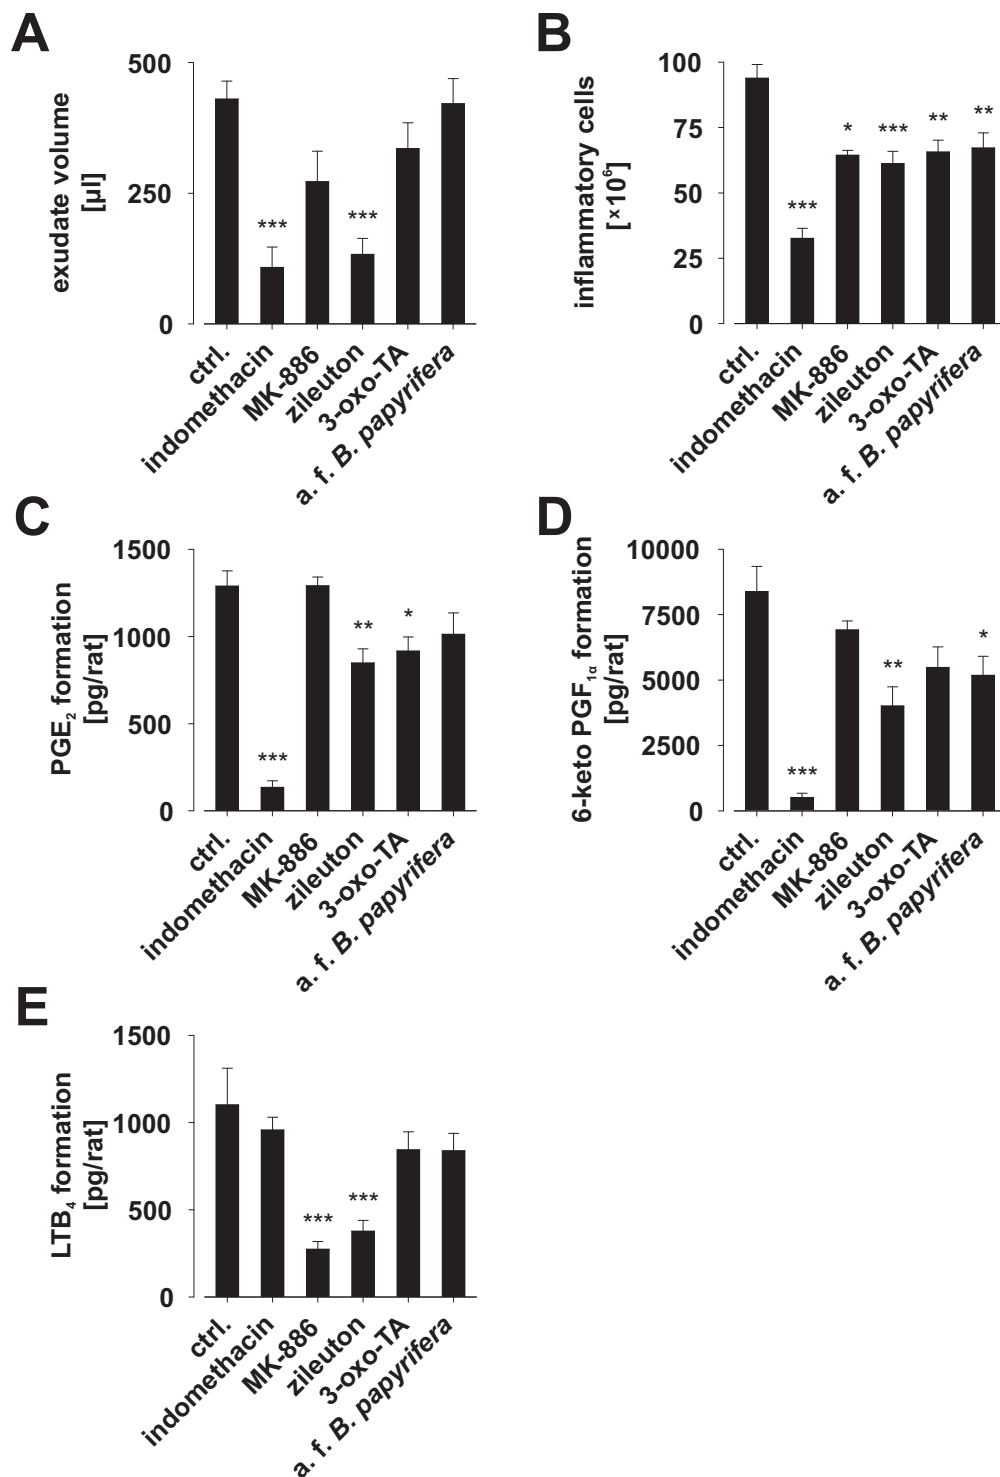 A
exudate volume
[µl]
500
250
0
***
***
ctrl.
indomethacin
MK-886
zileuton
3-oxo-TA
a. f. B. papyrifera
B
inflammatory cells
[×10⁶]
100
75
50
25
0
***
*
***
**
**
ctrl.
indomethacin
MK-886
zileuton
3-oxo-TA
a. f. B. papyrifera
C
PGE₂ formation
[pg/rat]
1500
1000
500
0
***
**
*
ctrl.
indomethacin
MK-886
zileuton
3-oxo-TA
a. f. B. papyrifera
D
6-keto PGF₁α formation
[pg/rat]
10000
7500
5000
2500
0
***
**
*
ctrl.
indomethacin
MK-886
zileuton
3-oxo-TA
a. f. B. papyrifera
E
LTB₄ formation
[pg/rat]
1500
1000
500
0
***
***
ctrl.
indomethacin
MK-886
zileuton
3-oxo-TA
a. f. B. papyrifera